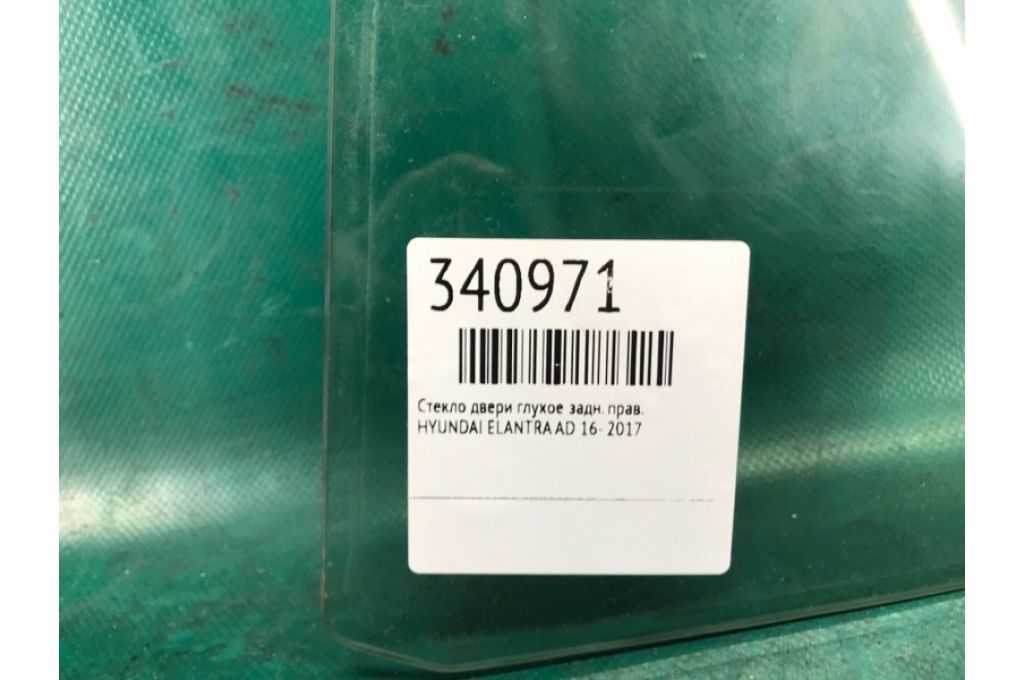 340971
Стекло двери глухое задн. прав.
HYUNDAI ELANTRA AD 16- 2017